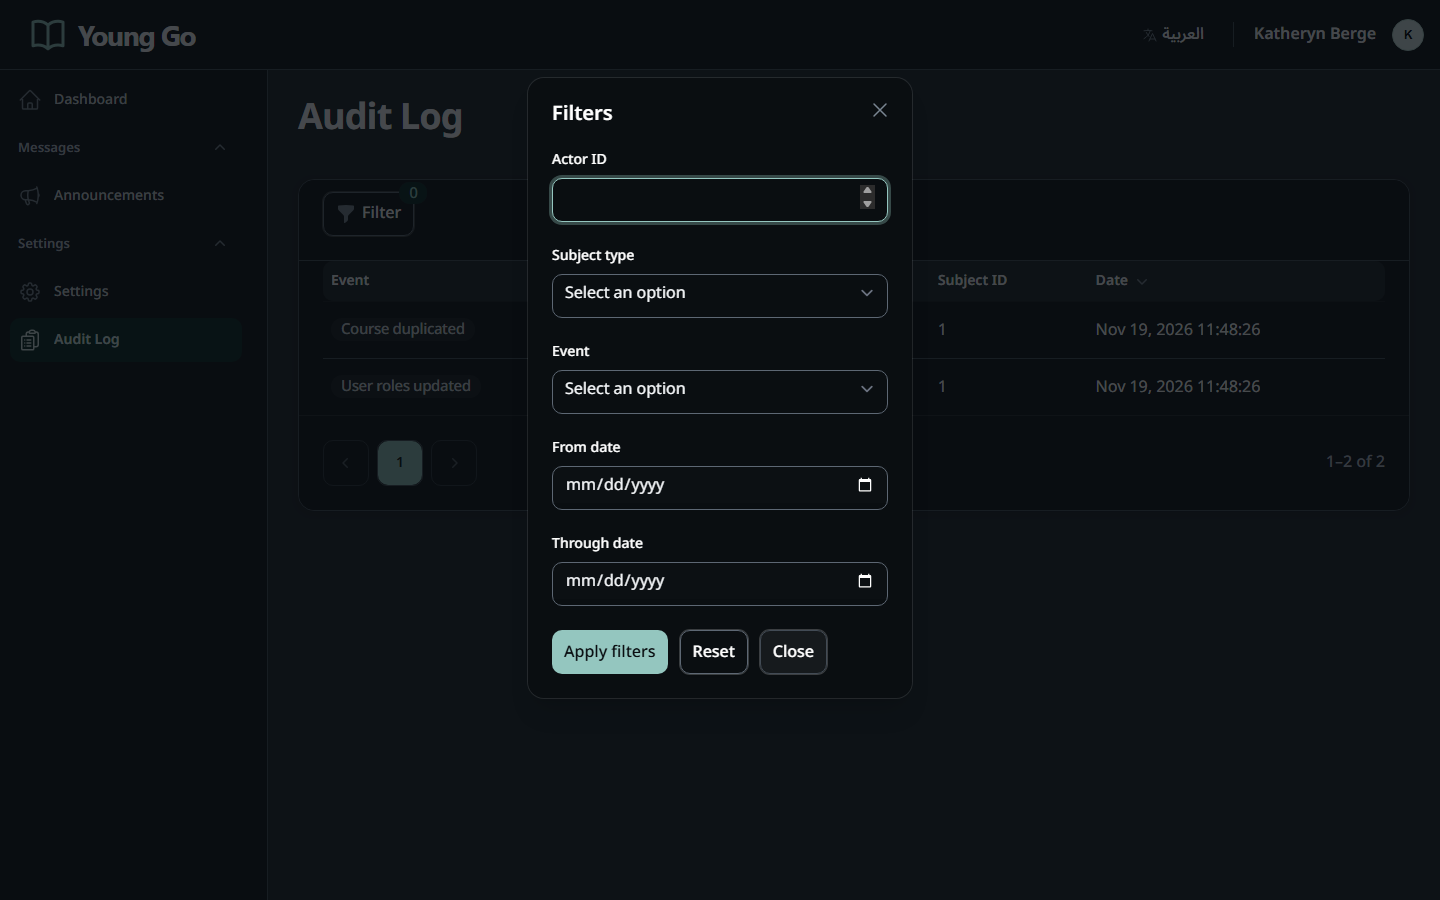 Young Go
العربية
Katheryn Berge
K
Dashboard
Messages
Announcements
Settings
Settings
Audit Log
Audit Log
Filter
0
Event
Subject ID
Date
Course duplicated
1
Nov 19, 2026 11:48:26
User roles updated
1
Nov 19, 2026 11:48:26
1
1–2 of 2
Filters
Actor ID
Subject type
Select an option
Event
Select an option
From date
mm/dd/yyyy
Through date
mm/dd/yyyy
Apply filters
Reset
Close